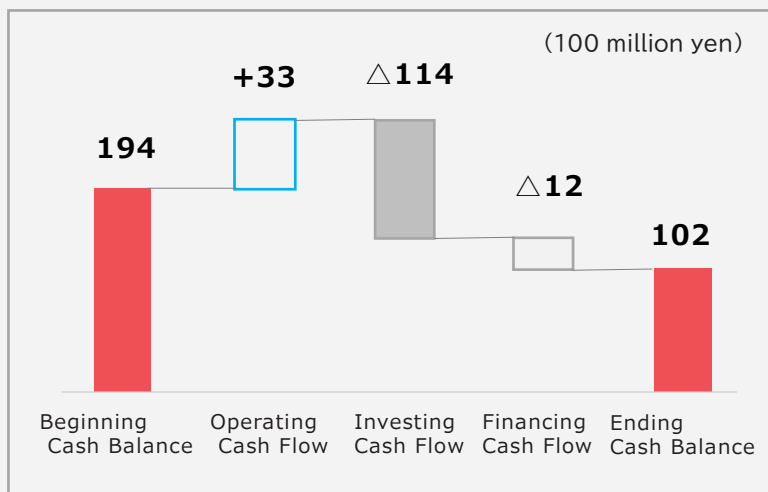 （100 million yen）
+33
△114
194
△12
102
Beginning
Cash Balance
Operating
Cash Flow
Investing
Cash Flow
Financing
Cash Flow
Ending
Cash Balance